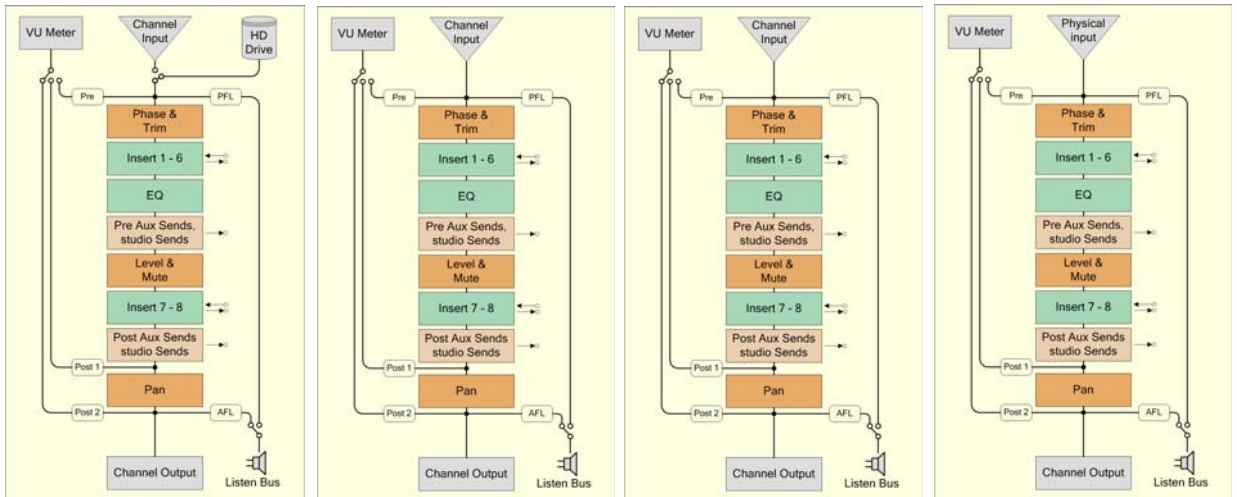 VU Meter
Channel
Input
HD
Drive
Pre
PFL
Phase &
Trim
Insert 1 - 6
EQ
Pre Aux Sends,
studio Sends
Level &
Mute
Insert 7 - 8
Post Aux Sends
studio Sends
Post 1
Pan
Post 2
AFL
Channel Output
Listen Bus
VU Meter
Channel
Input
Pre
PFL
Phase &
Trim
Insert 1 - 6
EQ
Pre Aux Sends,
studio Sends
Level &
Mute
Insert 7 - 8
Post Aux Sends
studio Sends
Post 1
Pan
Post 2
AFL
Channel Output
Listen Bus
VU Meter
Channel
Input
Pre
PFL
Phase &
Trim
Insert 1 - 6
EQ
Pre Aux Sends,
studio Sends
Level &
Mute
Insert 7 - 8
Post Aux Sends
studio Sends
Post 1
Pan
Post 2
AFL
Channel Output
Listen Bus
VU Meter
Physical
input
Pre
PFL
Phase &
Trim
Insert 1 - 6
EQ
Pre Aux Sends,
studio Sends
Level &
Mute
Insert 7 - 8
Post Aux Sends
studio Sends
Post 1
Pan
Post 2
AFL
Channel Output
Listen Bus